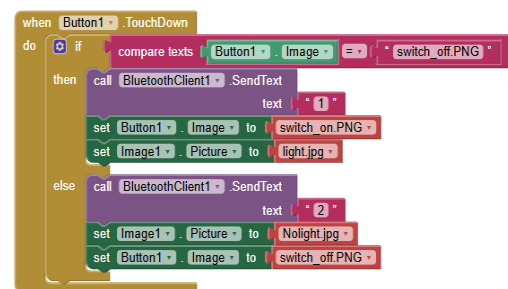 when Button1 .TouchDown
do if compare texts Button1 . Image = " switch_off.PNG "
then call BluetoothClient1 .SendText
text " 1 "
set Button1 . Image to switch_on.PNG
set Image1 . Picture to light.jpg
else call BluetoothClient1 .SendText
text " 2 "
set Image1 . Picture to Nolight.jpg
set Button1 . Image to switch_off.PNG